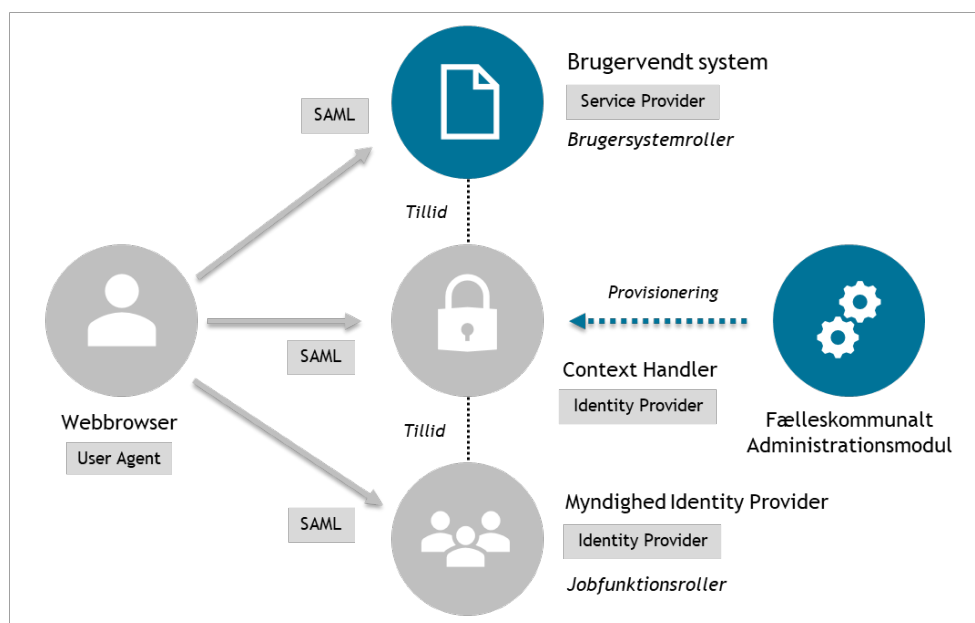 Brugervendt system
Service Provider
Brugersystemroller
SAML
Tillid
Provisionering
SAML
Context Handler
Identity Provider
Webbrowser
User Agent
Fælleskommunalt
Administrationsmodul
Tillid
Myndighed Identity Provider
SAML
Identity Provider
Jobfunktionsroller